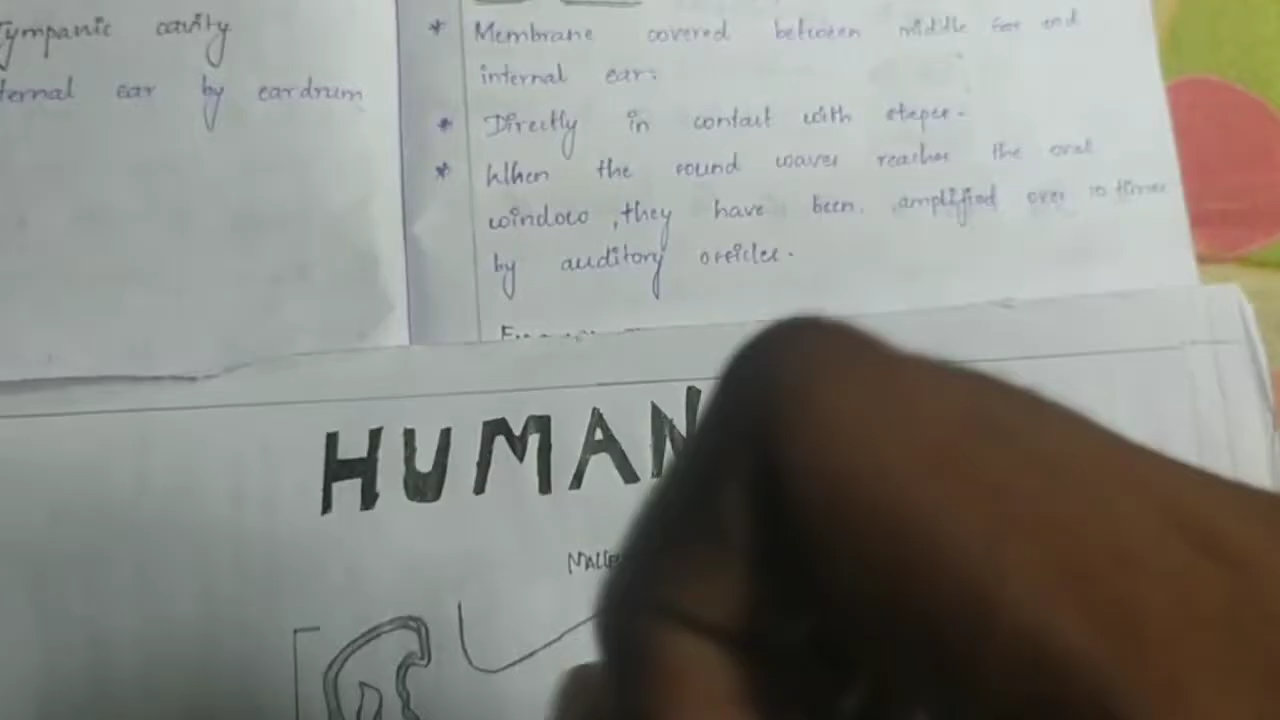 Tympanic cavity
ternal ear by eardrum
* Membrane covered between middle ear and
internal ear.
* Directly in contact with stapes.
* When the sound waves reaches the oval
window, they have been amplified over 10 times
by auditory ossicles.
HUMAN
MALLE